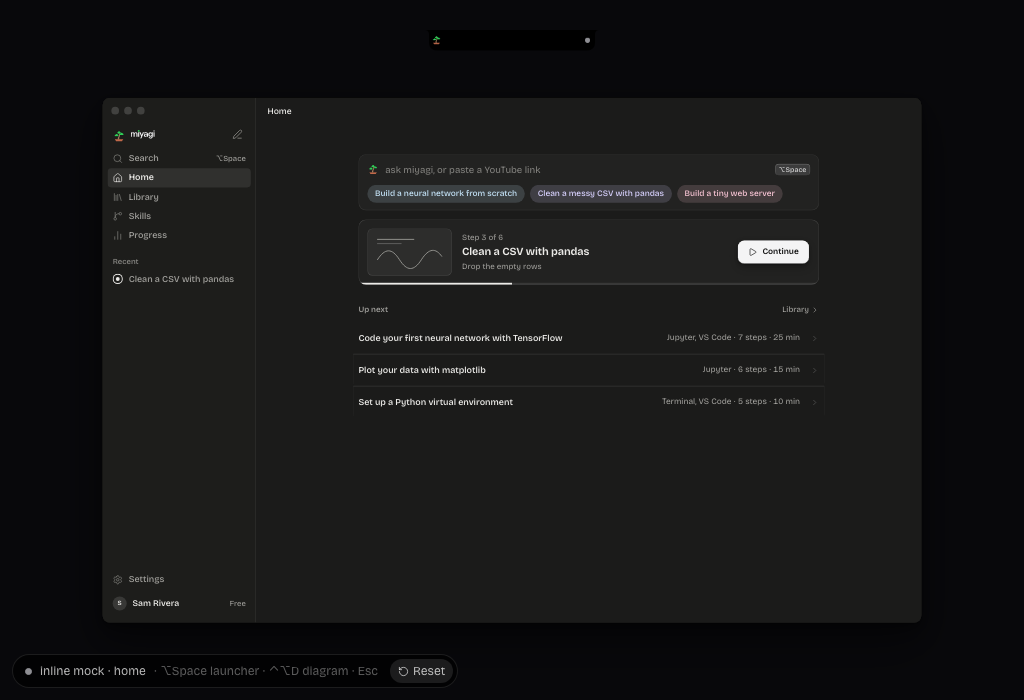 Home
miyagi
Search ⌥Space
Home
Library
Skills
Progress
Recent
Clean a CSV with pandas
ask miyagi, or paste a YouTube link ⌥Space
Build a neural network from scratch Clean a messy CSV with pandas Build a tiny web server
Step 3 of 6
Clean a CSV with pandas
Drop the empty rows
Continue
Up next Library
Code your first neural network with TensorFlow Jupyter, VS Code · 7 steps · 25 min
Plot your data with matplotlib Jupyter · 6 steps · 15 min
Set up a Python virtual environment Terminal, VS Code · 5 steps · 10 min
Settings
S Sam Rivera Free
inline mock · home · ⌥Space launcher · ^⌥D diagram · Esc Reset